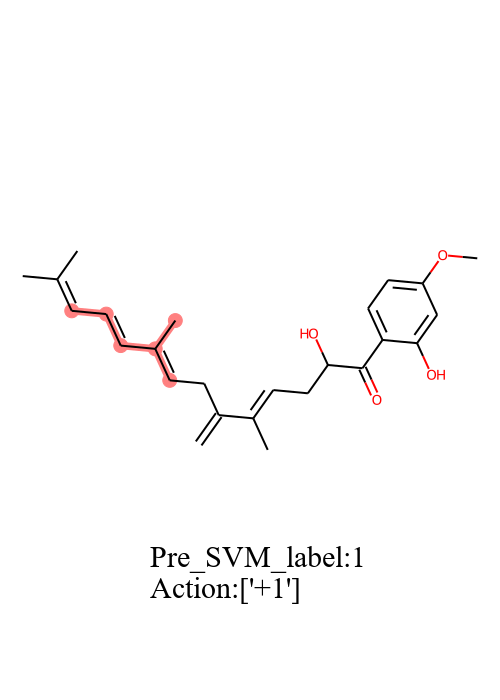 O
HO
OH
O
Pre_SVM_label:1
Action:['+1']